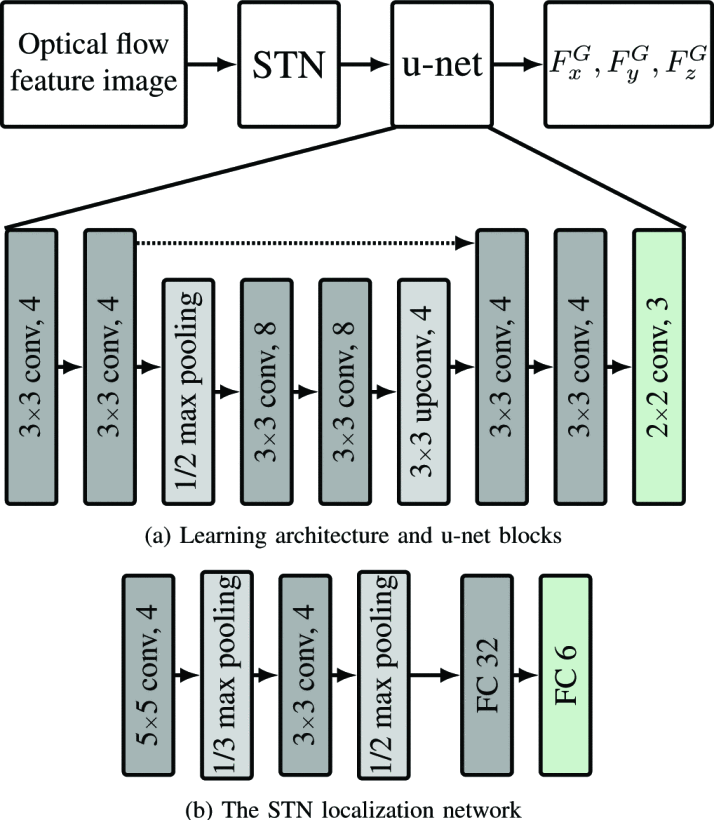 Optical flow
feature image
STN
u-net
F_x^G, F_y^G, F_z^G
3×3 conv, 4
3×3 conv, 4
1/2 max pooling
3×3 conv, 8
3×3 conv, 8
3×3 upconv, 4
3×3 conv, 4
3×3 conv, 4
2×2 conv, 3
(a) Learning architecture and u-net blocks
5×5 conv, 4
1/3 max pooling
3×3 conv, 4
1/2 max pooling
FC 32
FC 6
(b) The STN localization network